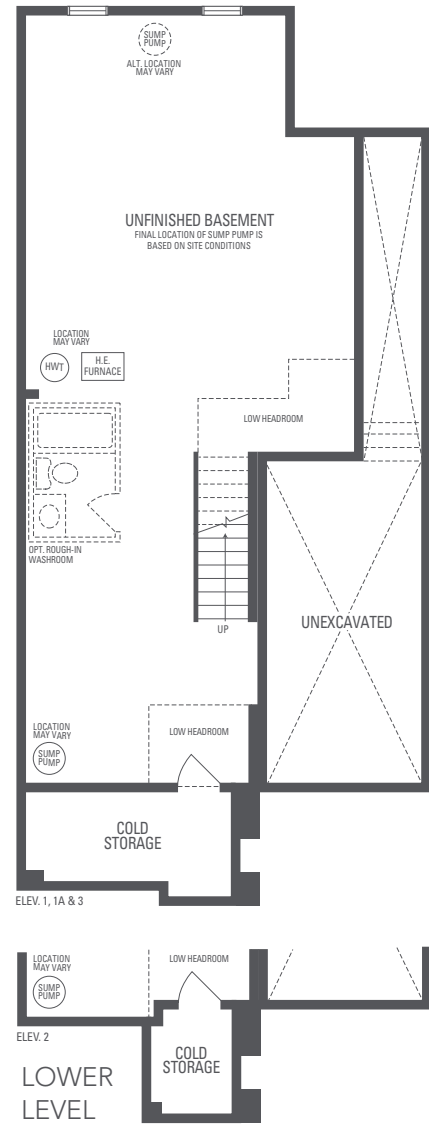 SUMP
PUMP
ALT. LOCATION
MAY VARY
UNFINISHED BASEMENT
FINAL LOCATION OF SUMP PUMP IS
BASED ON SITE CONDITIONS
LOCATION
MAY VARY
HWT
H.E.
FURNACE
LOW HEADROOM
OPT. ROUGH-IN
WASHROOM
UP
UNEXCAVATED
LOCATION
MAY VARY
SUMP
PUMP
LOW HEADROOM
COLD
STORAGE
ELEV. 1, 1A & 3
LOCATION
MAY VARY
SUMP
PUMP
LOW HEADROOM
ELEV. 2
COLD
STORAGE
LOWER
LEVEL